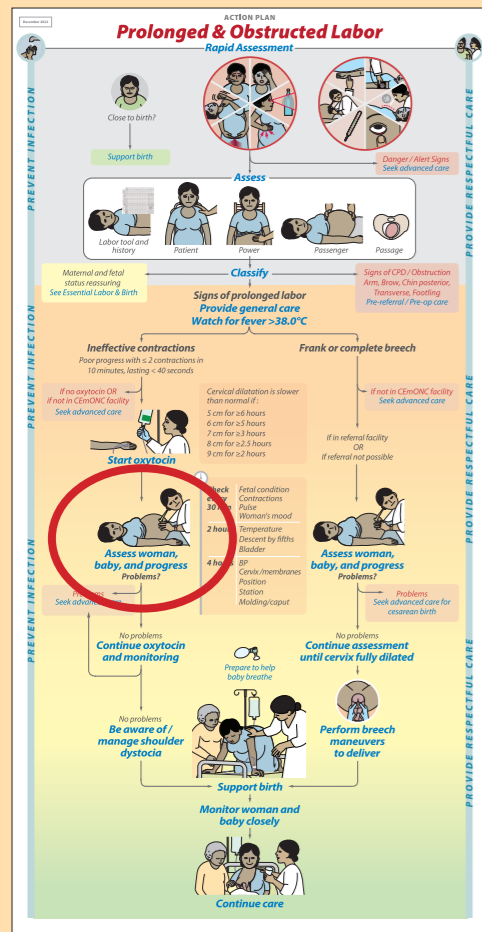 November 2023
ACTION PLAN
Prolonged & Obstructed Labor
Rapid Assessment
PREVENT INFECTION
PROVIDE RESPECTFUL CARE
Close to birth?
Support birth
Danger / Alert Signs
Seek advanced care
Assess
Labor tool and
history
Patient
Power
Passenger
Passage
Maternal and fetal
status reassuring
See Essential Labor & Birth
Classify
Signs of CPD / Obstruction
Arm, Brow, Chin posterior,
Transverse, Footling
Pre-referral / Pre-op care
Signs of prolonged labor
Provide general care
Watch for fever >38.0°C
PREVENT INFECTION
PROVIDE RESPECTFUL CARE
Ineffective contractions
Poor progress with ≤ 2 contractions in
10 minutes, lasting < 40 seconds
Frank or complete breech
If no oxytocin OR
if not in CEmONC facility
Seek advanced care
Cervical dilatation is slower
than normal if :
5 cm for ≥6 hours
6 cm for ≥5 hours
7 cm for ≥3 hours
8 cm for ≥2.5 hours
9 cm for ≥2 hours
If not in CEmONC facility
Seek advanced care
If in referral facility
OR
If referral not possible
Start oxytocin
Check
30
Fetal condition
Contractions
Pulse
Woman's mood
2 hours
Temperature
Descent by fifths
Bladder
4 hours
BP
Cervix/membranes
Position
Station
Molding/caput
Assess woman,
baby, and progress
Problems?
Assess woman,
baby, and progress
Problems?
PREVENT INFECTION
PROVIDE RESPECTFUL CARE
Problems
Seek advanced
Problems
Seek advanced care for
cesarean birth
No problems
Continue oxytocin
and monitoring
Prepare to help
baby breathe
No problems
Continue assessment
until cervix fully dilated
No problems
Be aware of /
manage shoulder
dystocia
Perform breech
maneuvers
to deliver
Support birth
Monitor woman and
baby closely
Continue care